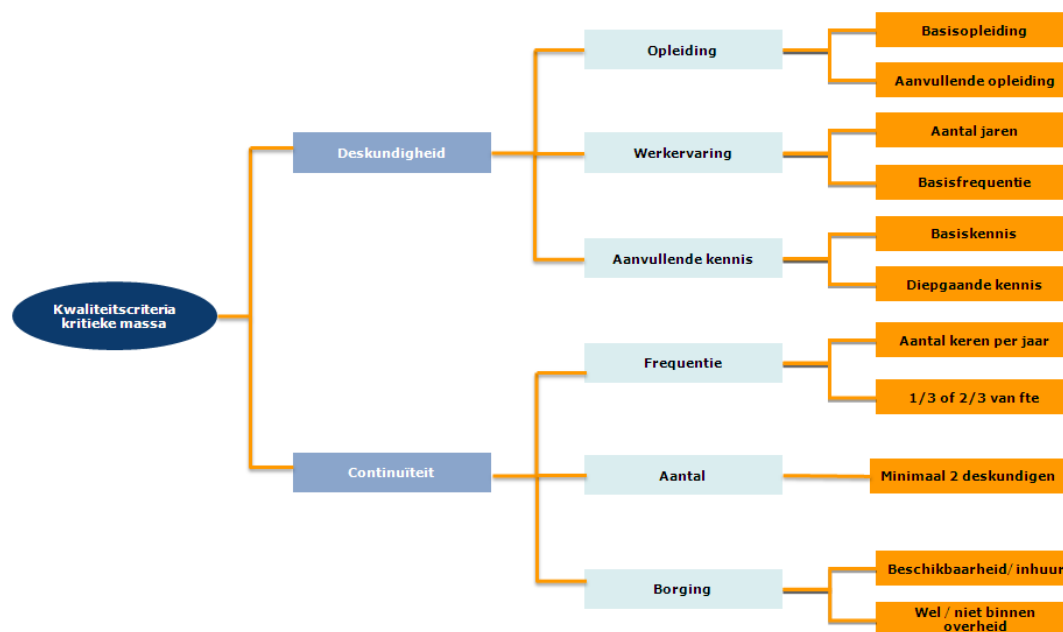 Basisopleiding
Opleiding
Aanvullende opleiding
Aantal jaren
Deskundigheid
Werkervaring
Basisfrequentie
Basiskennis
Aanvullende kennis
Diepgaande kennis
Kwaliteitscriteria
kritieke massa
Aantal keren per jaar
Frequentie
1/3 of 2/3 van fte
Continuïteit
Aantal
Minimaal 2 deskundigen
Beschikbaarheid/ inhuur
Borging
Wel / niet binnen
overheid